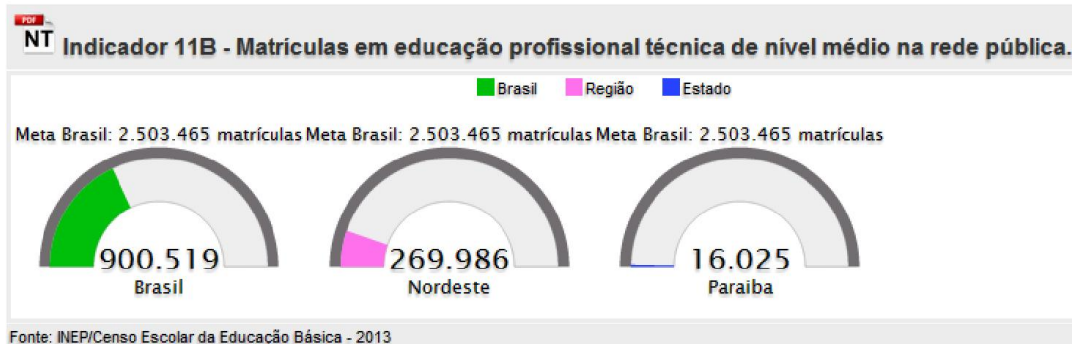 PDF
NT
Indicador 11B - Matrículas em educação profissional técnica de nível médio na rede pública.
Brasil Região Estado
Meta Brasil: 2.503.465 matrículas Meta Brasil: 2.503.465 matrículas Meta Brasil: 2.503.465 matrículas
900.519 269.986 16.025
Brasil Nordeste Paraiba
Fonte: INEP/Censo Escolar da Educação Básica - 2013